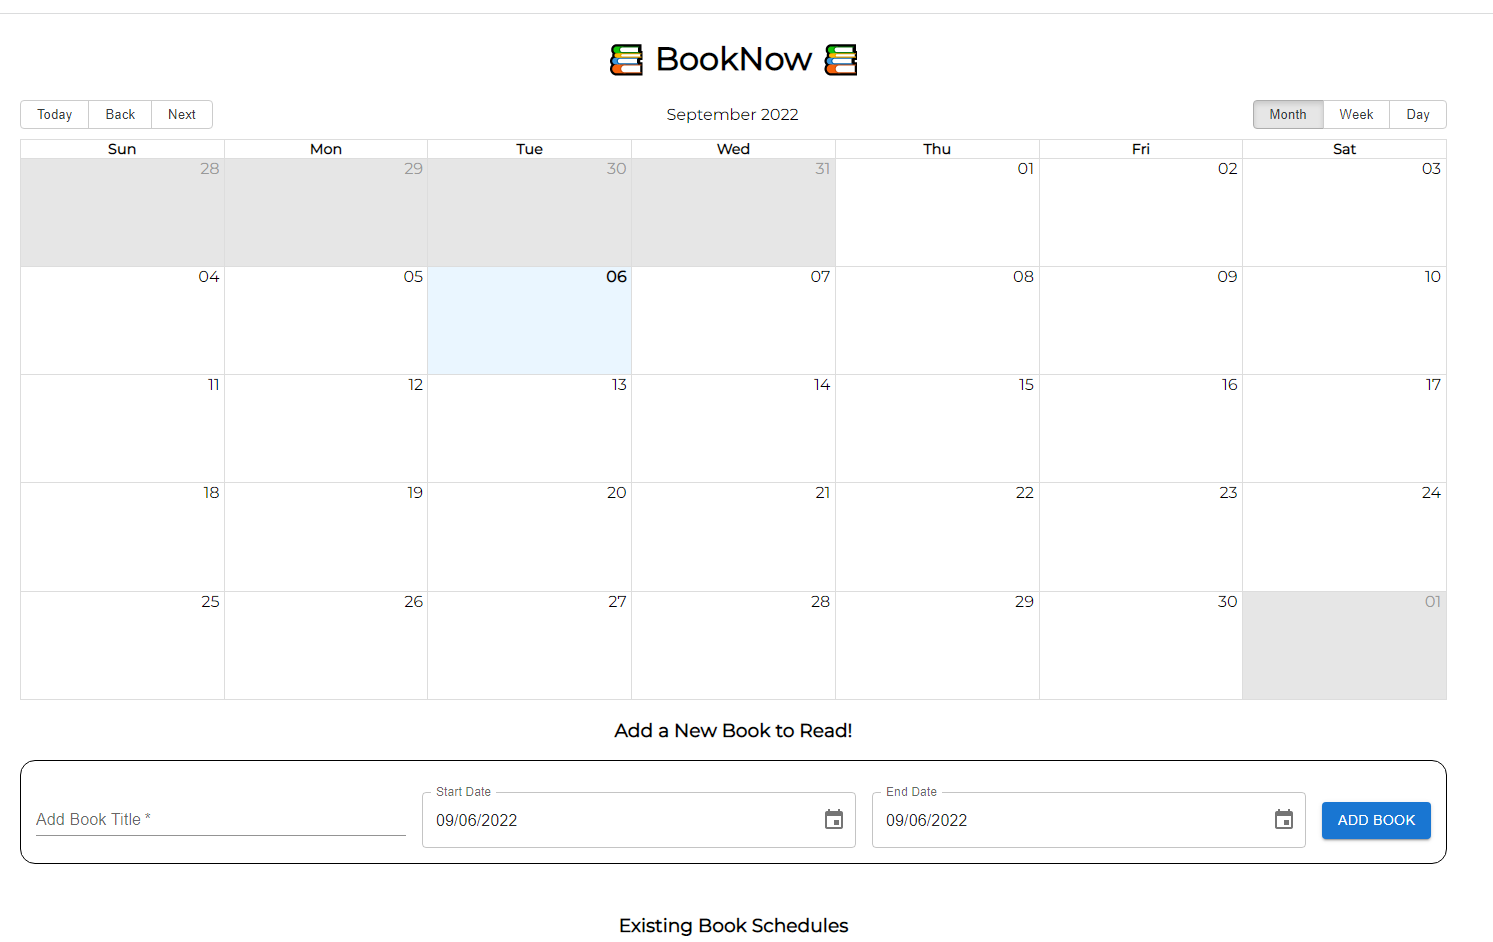 BookNow
Today Back Next September 2022 Month Week Day
Sun Mon Tue Wed Thu Fri Sat
28 29 30 31 01 02 03
04 05 06 07 08 09 10
11 12 13 14 15 16 17
18 19 20 21 22 23 24
25 26 27 28 29 30 01
Add a New Book to Read!
Start Date End Date
Add Book Title * 09/06/2022 09/06/2022 ADD BOOK
Existing Book Schedules